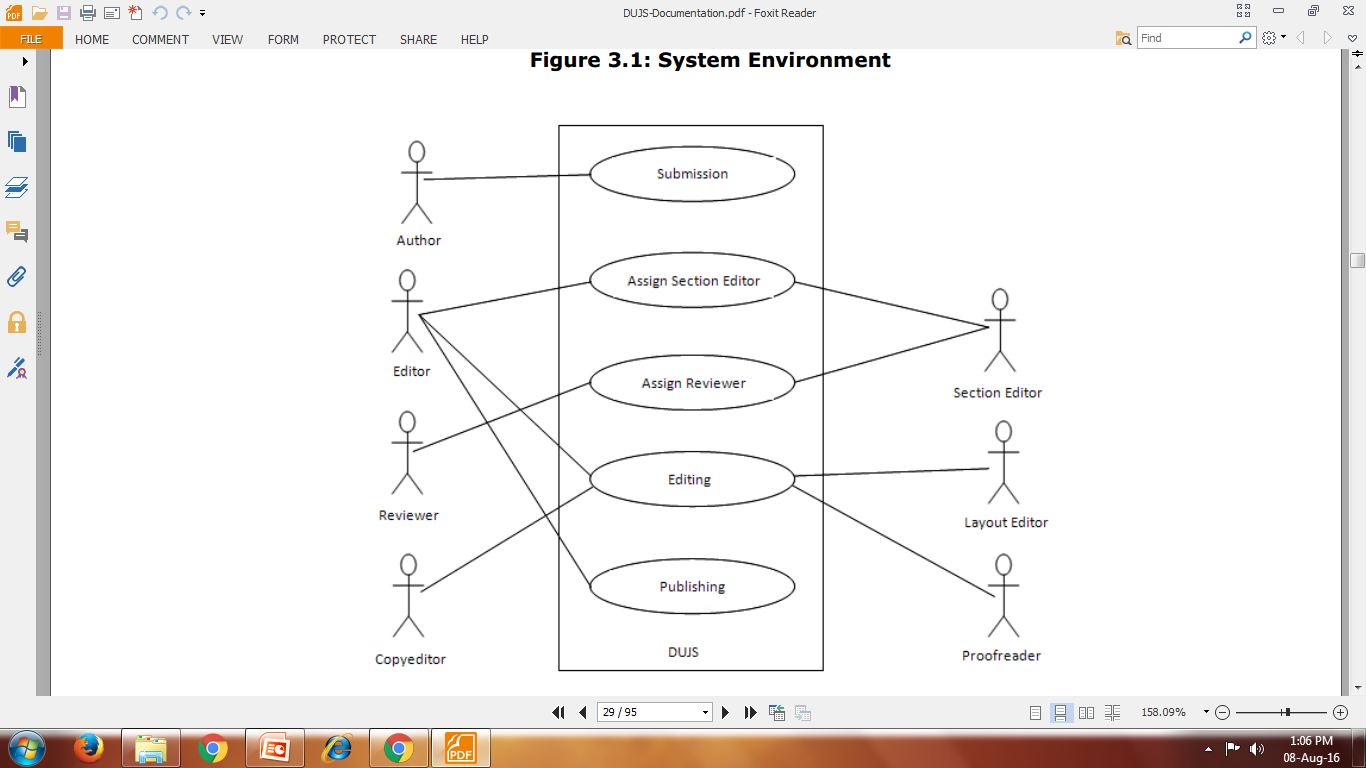 DUJS-Documentation.pdf - Foxit Reader
FILE
HOME
COMMENT
VIEW
FORM
PROTECT
SHARE
HELP
Find
Figure 3.1: System Environment
Submission
Author
Assign Section Editor
Editor
Assign Reviewer
Section Editor
Reviewer
Editing
Layout Editor
Copyeditor
Publishing
Proofreader
DUJS
29 / 95
158.09%
PDF
1:06 PM
08-Aug-16